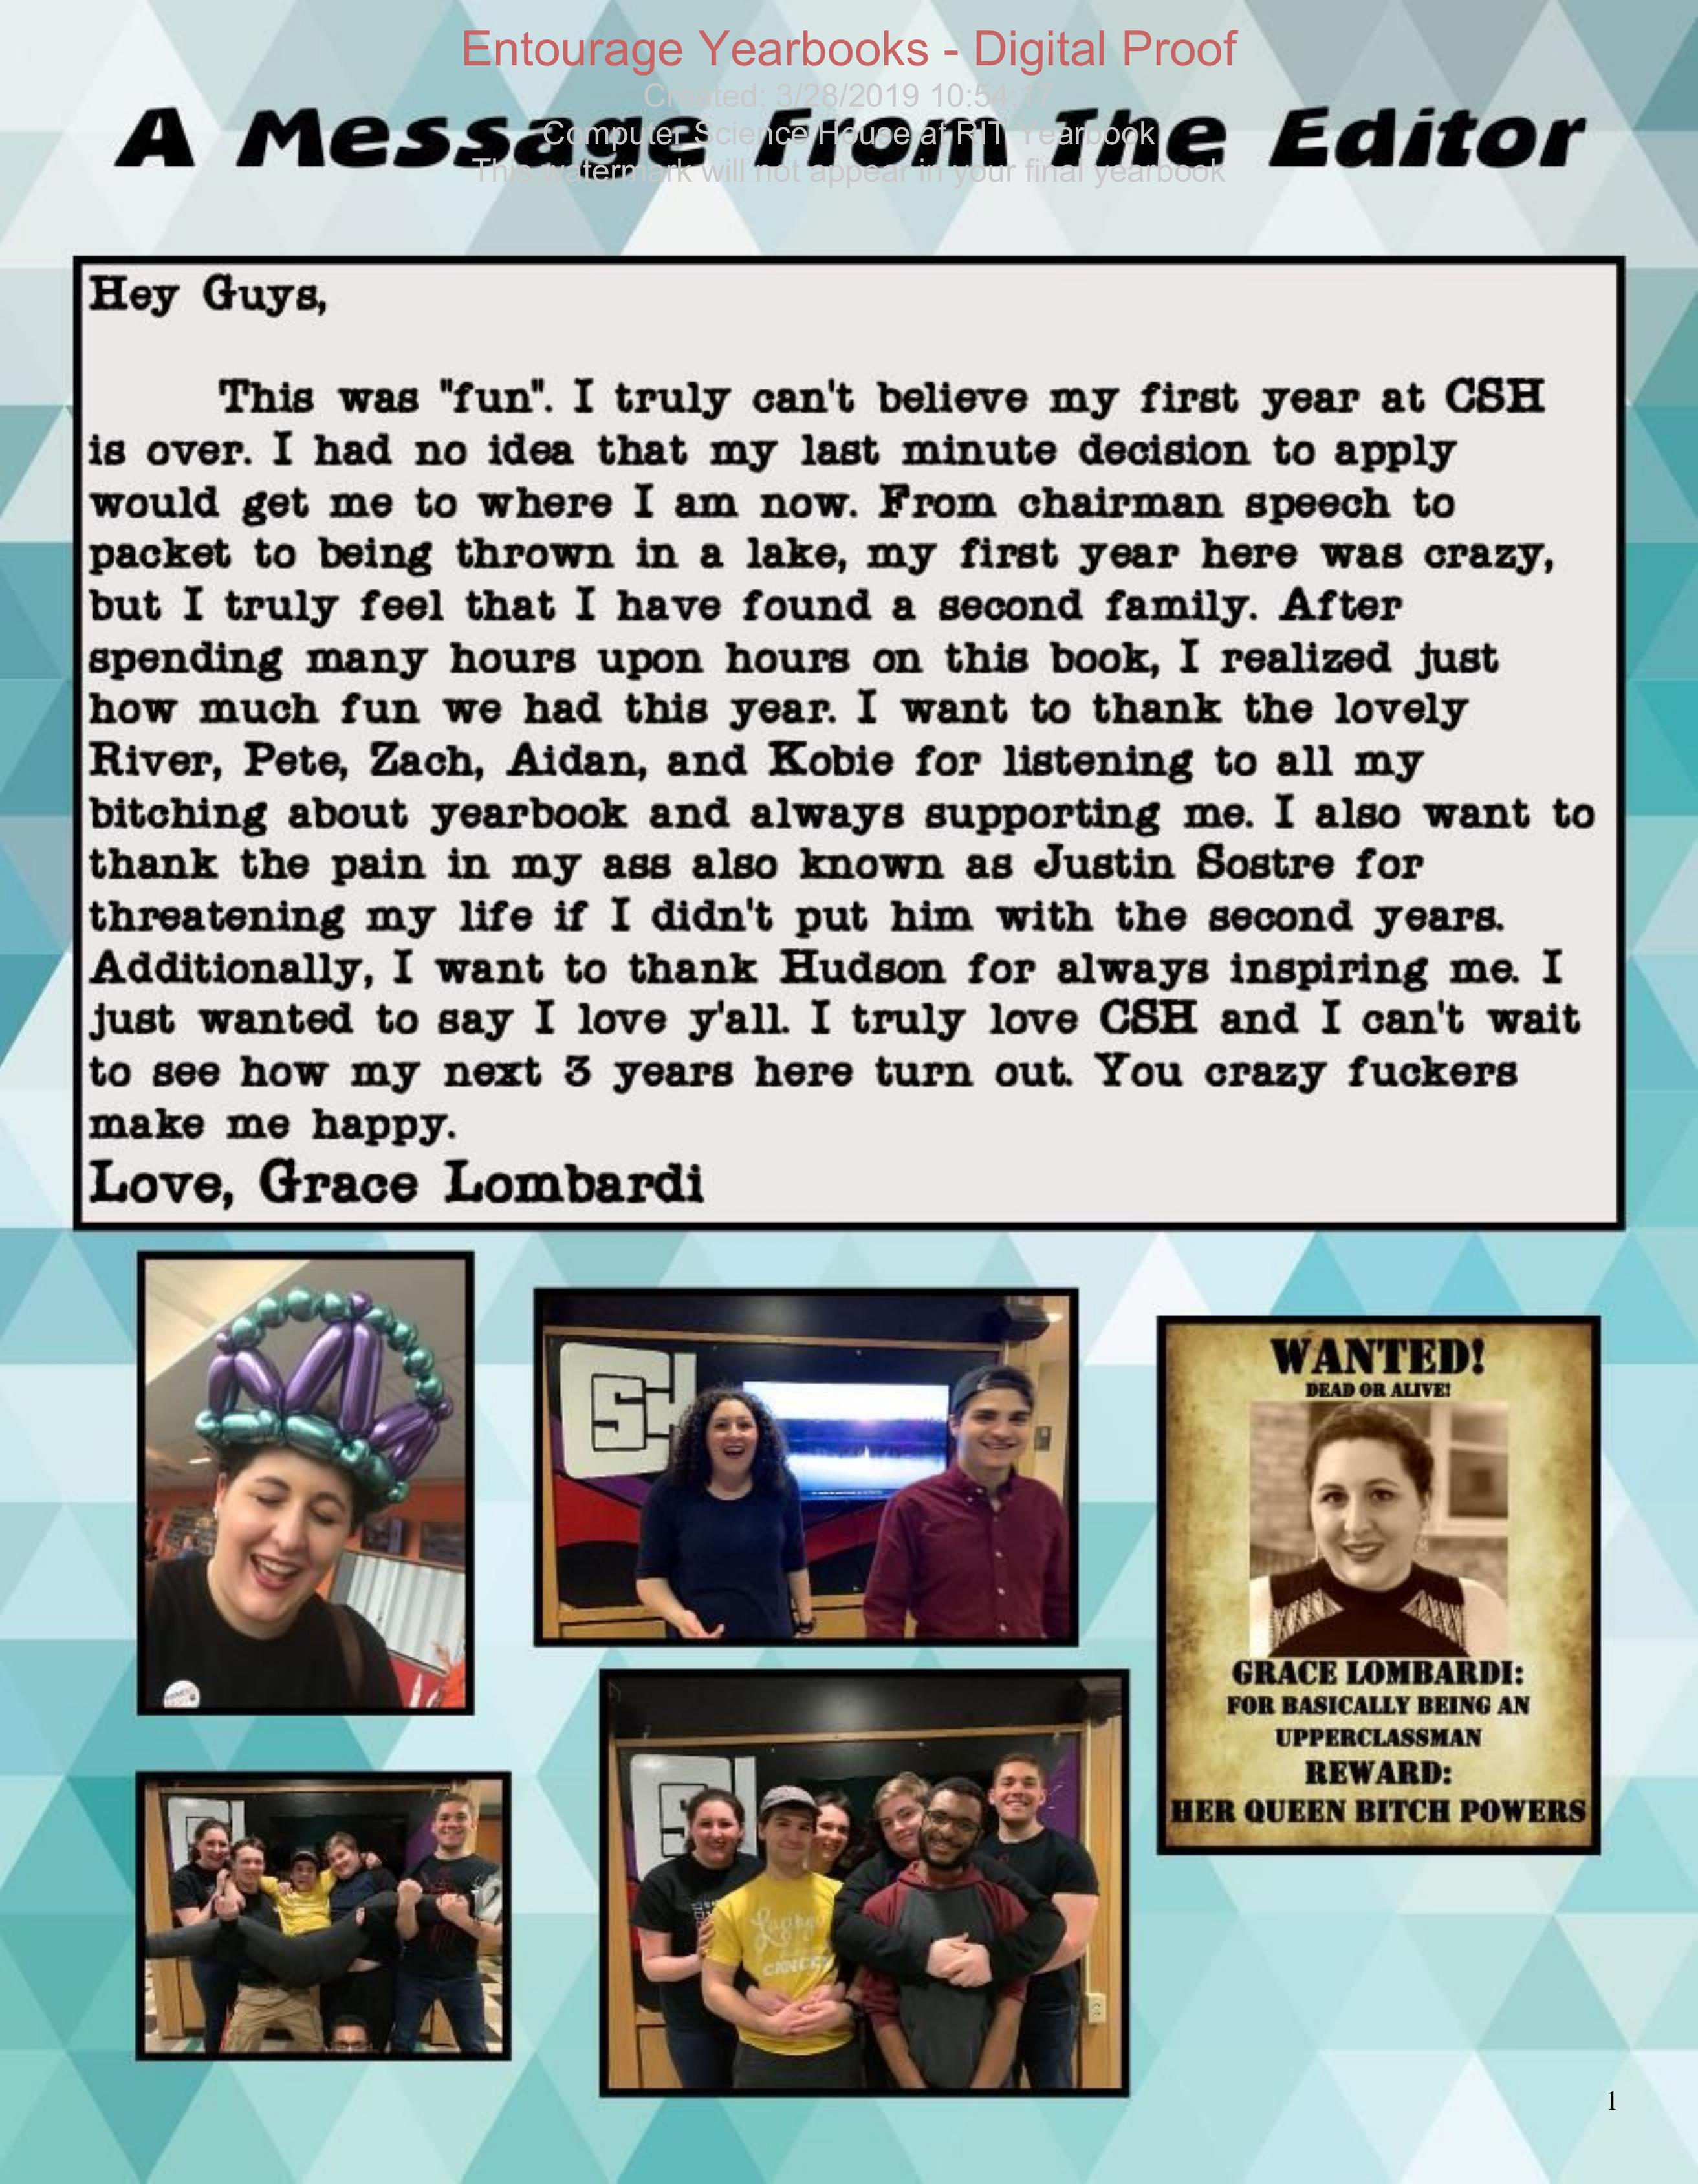 Entourage Yearbooks - Digital Proof
Created: 3/28/2019 10:54:17
A Message From The Editor
Computer Science House at RIT Yearbook
This watermark will not appear in your final yearbook
Hey Guys,
This was "fun". I truly can't believe my first year at CSH
is over. I had no idea that my last minute decision to apply
would get me to where I am now. From chairman speech to
packet to being thrown in a lake, my first year here was crazy,
but I truly feel that I have found a second family. After
spending many hours upon hours on this book, I realized just
how much fun we had this year. I want to thank the lovely
River, Pete, Zach, Aidan, and Kobie for listening to all my
bitching about yearbook and always supporting me. I also want to
thank the pain in my ass also known as Justin Sostre for
threatening my life if I didn't put him with the second years.
Additionally, I want to thank Hudson for always inspiring me. I
just wanted to say I love y'all. I truly love CSH and I can't wait
to see how my next 3 years here turn out. You crazy fuckers
make me happy.
Love, Grace Lombardi
WANTED!
DEAD OR ALIVE!
GRACE LOMBARDI:
FOR BASICALLY BEING AN
UPPERCLASSMAN
REWARD:
HER QUEEN BITCH POWERS
CANCER
1